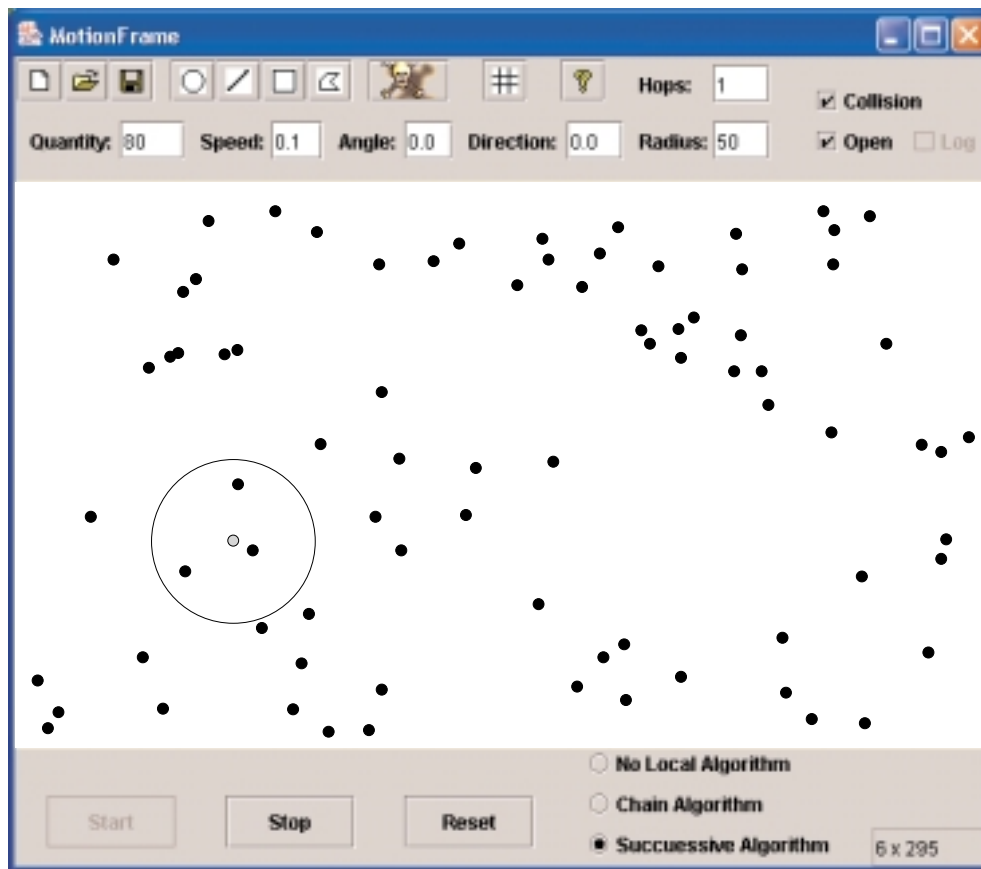 MotionFrame
Hops: 1
Collision
Quantity: 80 Speed: 0.1 Angle: 0.0 Direction: 0.0 Radius: 50 Open Log
No Local Algorithm
Chain Algorithm
Start Stop Reset
Succuessive Algorithm
6 x 295